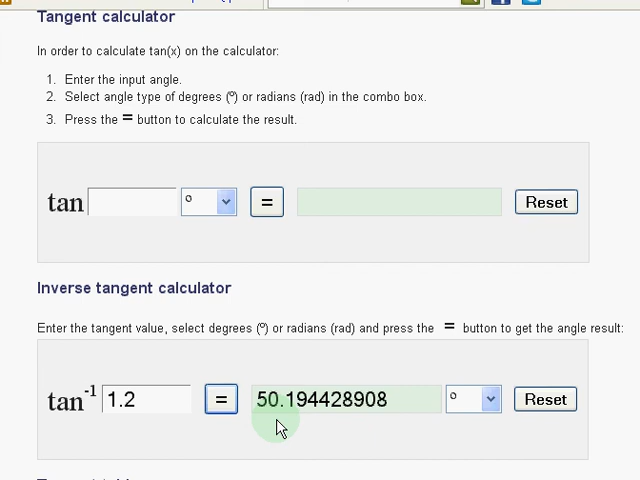 Tangent calculator
In order to calculate tan(x) on the calculator:
1. Enter the input angle.
2. Select angle type of degrees (º) or radians (rad) in the combo box.
3. Press the = button to calculate the result.
tan º = Reset
Inverse tangent calculator
Enter the tangent value, select degrees (º) or radians (rad) and press the = button to get the angle result:
tan-1 1.2 = 50.194428908 º Reset